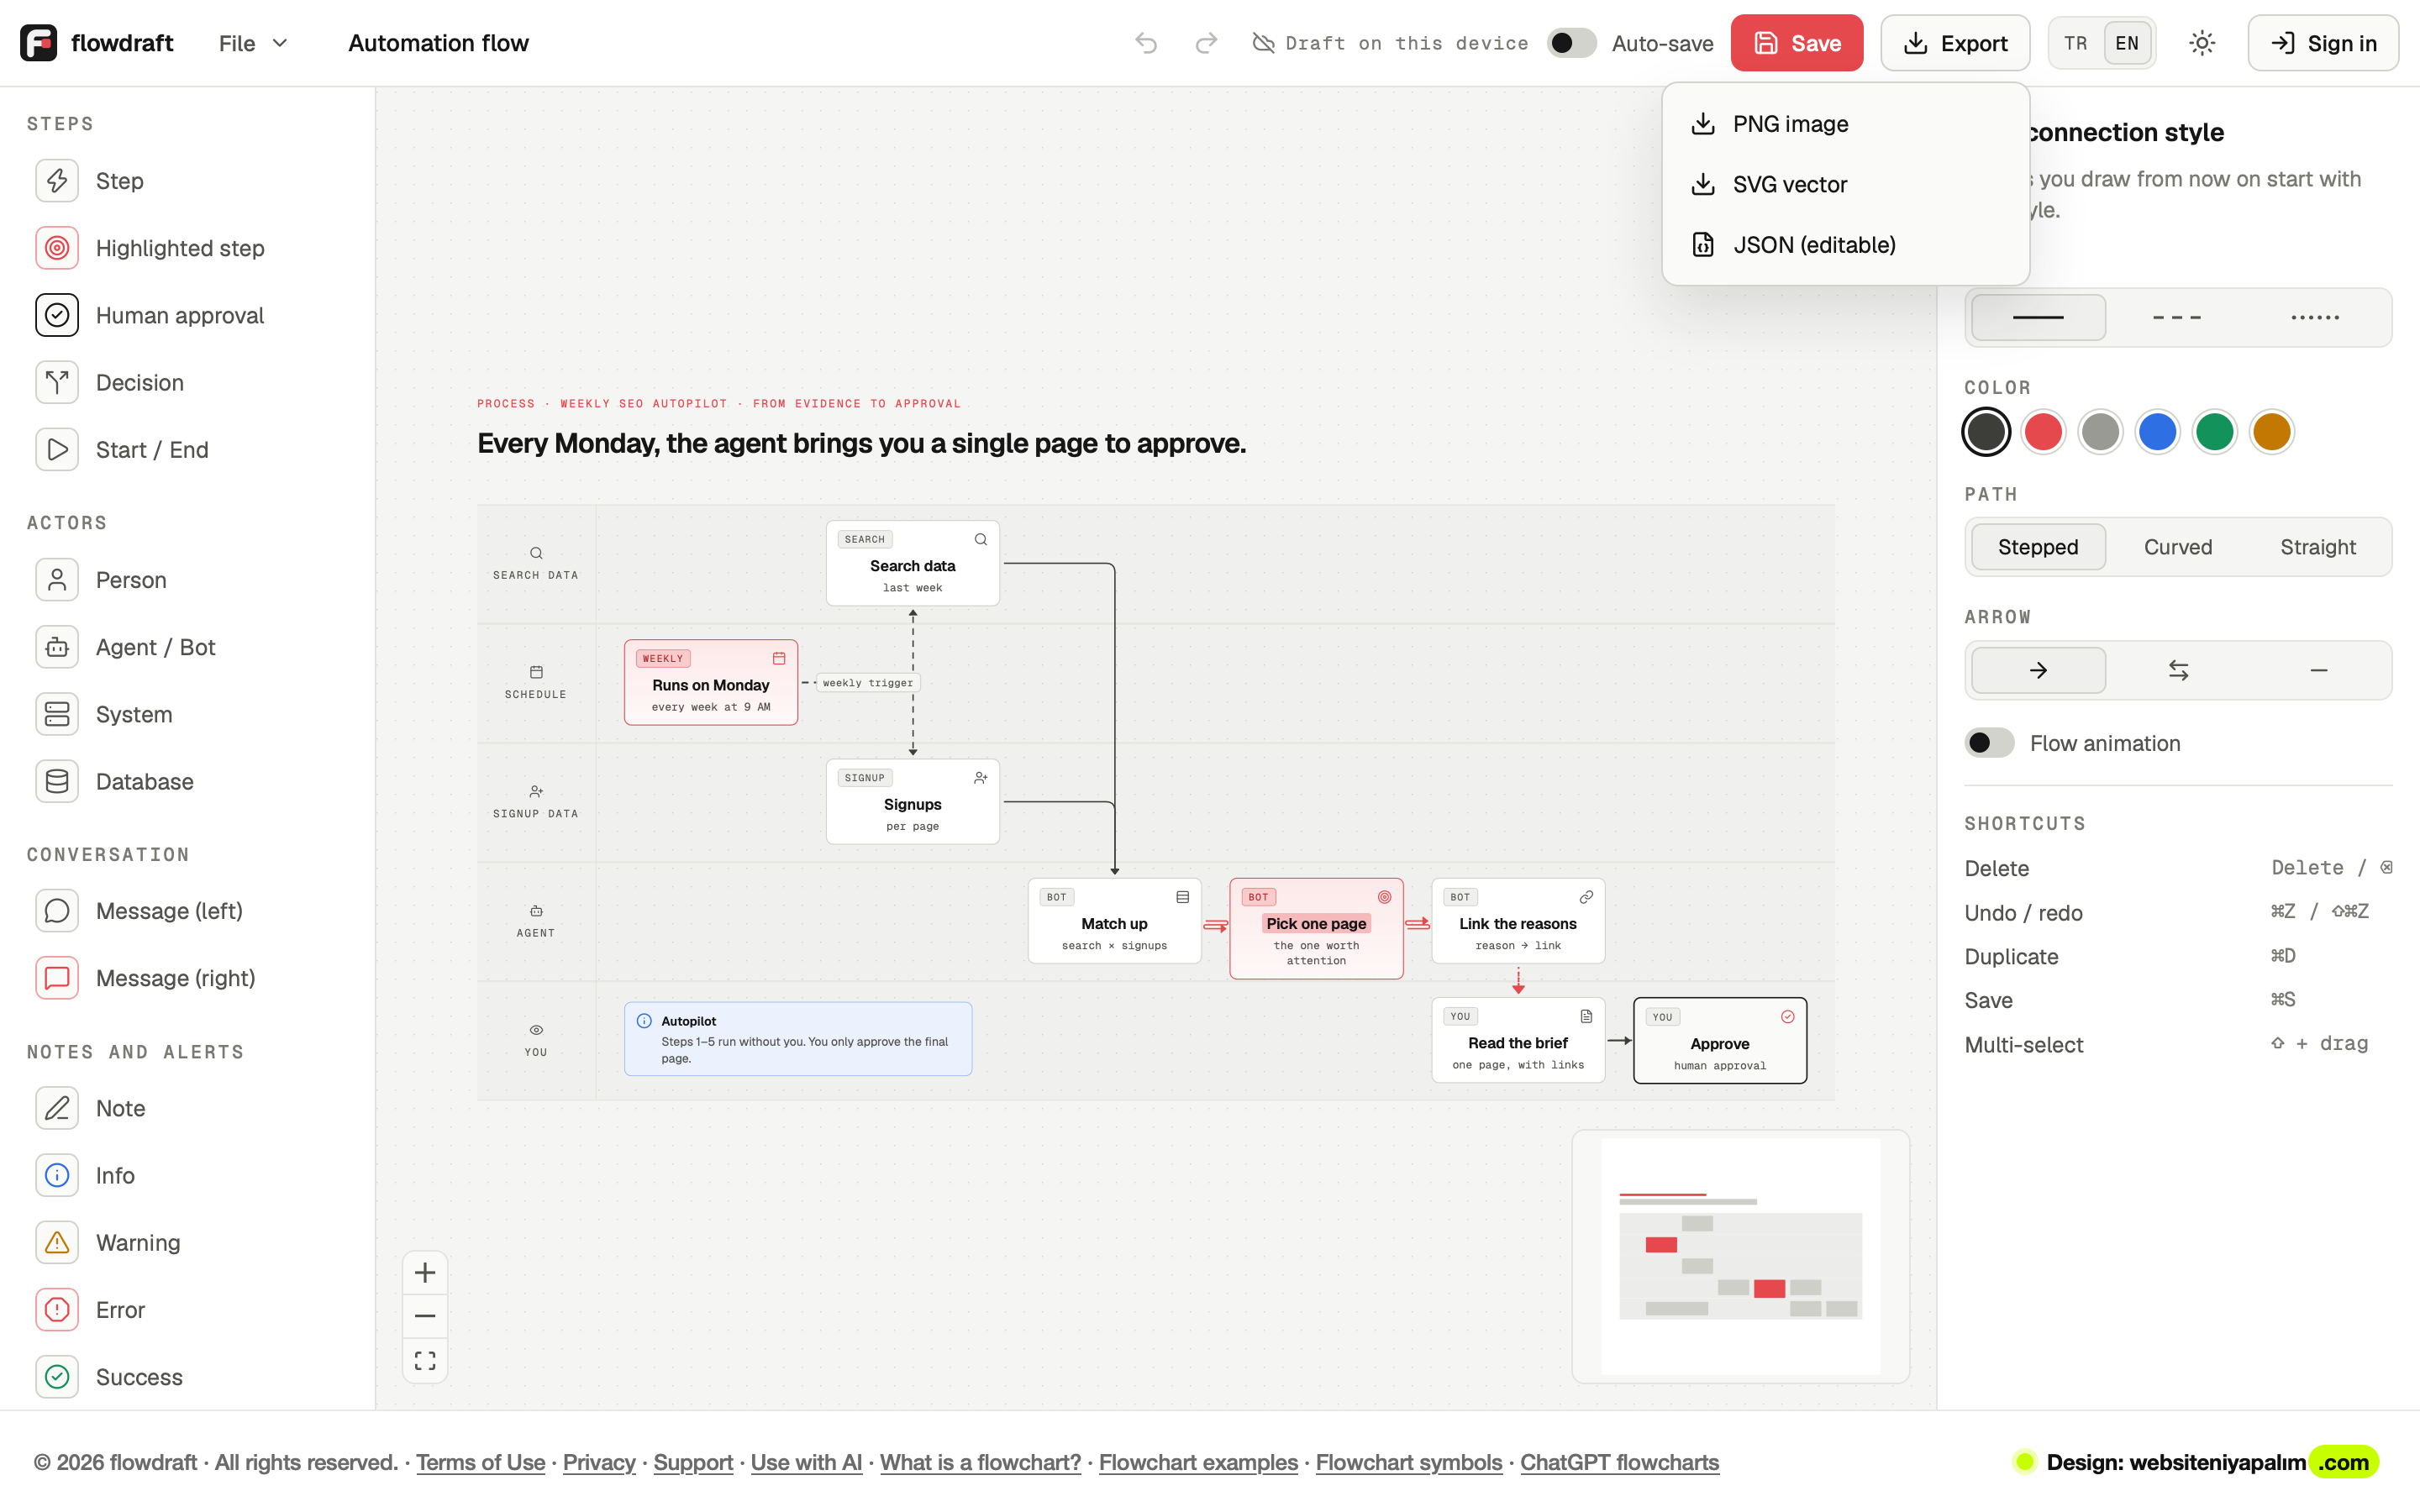 flowdraft
File
Automation flow
Draft on this device
Auto-save
Save
Export
TR
EN
Sign in
PNG image
SVG vector
JSON (editable)
STEPS
Step
Highlighted step
Human approval
Decision
Start / End
ACTORS
Person
Agent / Bot
System
Database
CONVERSATION
Message (left)
Message (right)
NOTES AND ALERTS
Note
Info
Warning
Error
Success
PROCESS · WEEKLY SEO AUTOPILOT · FROM EVIDENCE TO APPROVAL
Every Monday, the agent brings you a single page to approve.
SEARCH DATA
SEARCH
Search data
last week
SCHEDULE
WEEKLY
Runs on Monday
every week at 9 AM
weekly trigger
SIGNUP DATA
SIGNUP
Signups
per page
AGENT
BOT
Match up
search × signups
BOT
Pick one page
the one worth
attention
BOT
Link the reasons
reason → link
YOU
Autopilot
Steps 1–5 run without you. You only approve the final
page.
YOU
Read the brief
one page, with links
YOU
Approve
human approval
connection style
you draw from now on start with
COLOR
PATH
Stepped
Curved
Straight
ARROW
Flow animation
SHORTCUTS
Delete
Delete / ⌫
Undo / redo
⌘Z / ⇧⌘Z
Duplicate
⌘D
Save
⌘S
Multi-select
⇧ + drag
© 2026 flowdraft · All rights reserved. · Terms of Use · Privacy · Support · Use with AI · What is a flowchart? · Flowchart examples · Flowchart symbols · ChatGPT flowcharts
Design: websiteniyapalım.com